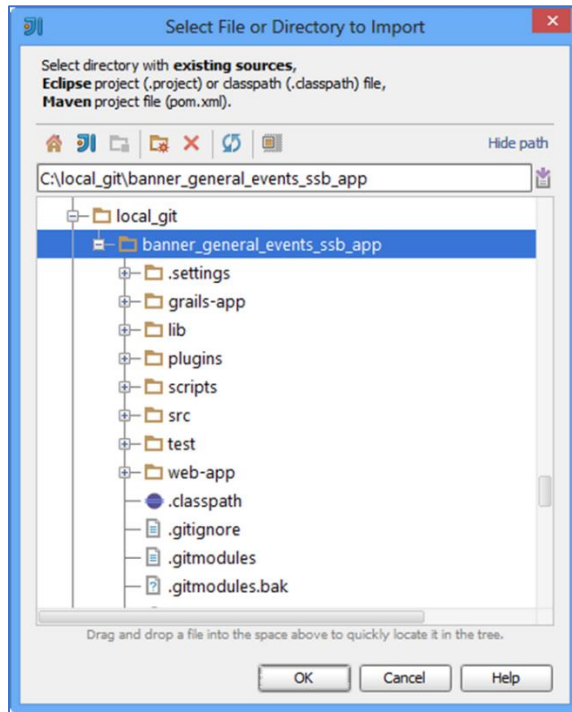 Select File or Directory to Import
Select directory with existing sources,
Eclipse project (.project) or classpath (.classpath) file,
Maven project file (pom.xml).
Hide path
C:\local_git\banner_general_events_ssb_app
local_git
banner_general_events_ssb_app
.settings
grails-app
lib
plugins
scripts
src
test
web-app
.classpath
.gitignore
.gitmodules
.gitmodules.bak
Drag and drop a file into the space above to quickly locate it in the tree.
OK Cancel Help